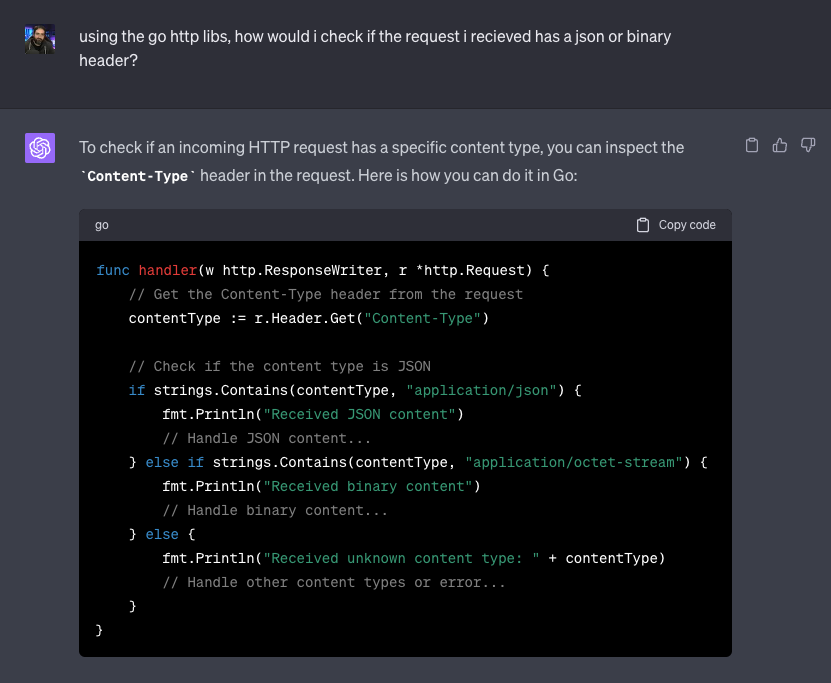 using the go http libs, how would i check if the request i recieved has a json or binary
header?
To check if an incoming HTTP request has a specific content type, you can inspect the
`Content-Type` header in the request. Here is how you can do it in Go:
go Copy code
func handler(w http.ResponseWriter, r *http.Request) {
    // Get the Content-Type header from the request
    contentType := r.Header.Get("Content-Type")

    // Check if the content type is JSON
    if strings.Contains(contentType, "application/json") {
        fmt.Println("Received JSON content")
        // Handle JSON content...
    } else if strings.Contains(contentType, "application/octet-stream") {
        fmt.Println("Received binary content")
        // Handle binary content...
    } else {
        fmt.Println("Received unknown content type: " + contentType)
        // Handle other content types or error...
    }
}